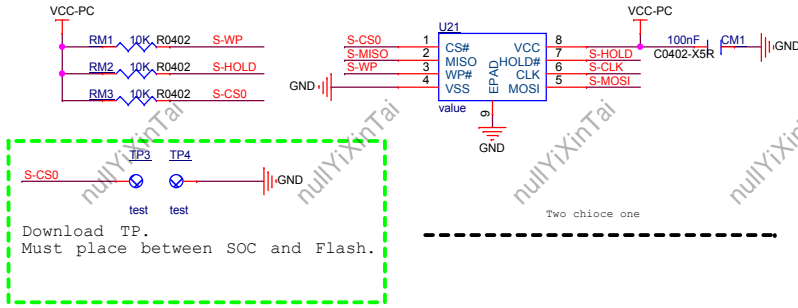 VCC-PC
RM1 10K R0402 S-WP
RM2 10K R0402 S-HOLD
RM3 10K R0402 S-CS0
U21
VCC-PC
S-CS0 1 CS# VCC 8 100nF CM1 GND
S-MISO 2 MISO HOLD# 7 S-HOLD C0402-X5R
S-WP 3 WP# CLK 6 S-CLK
GND 4 VSS EPAD MOSI 5 S-MOSI
value 9
GND
nullYiXinTai
nullYiXinTai
nullYiXinTai
TP3 TP4
S-CS0 GND
test test
Download TP.
Must place between SOC and Flash.
Two chioce one